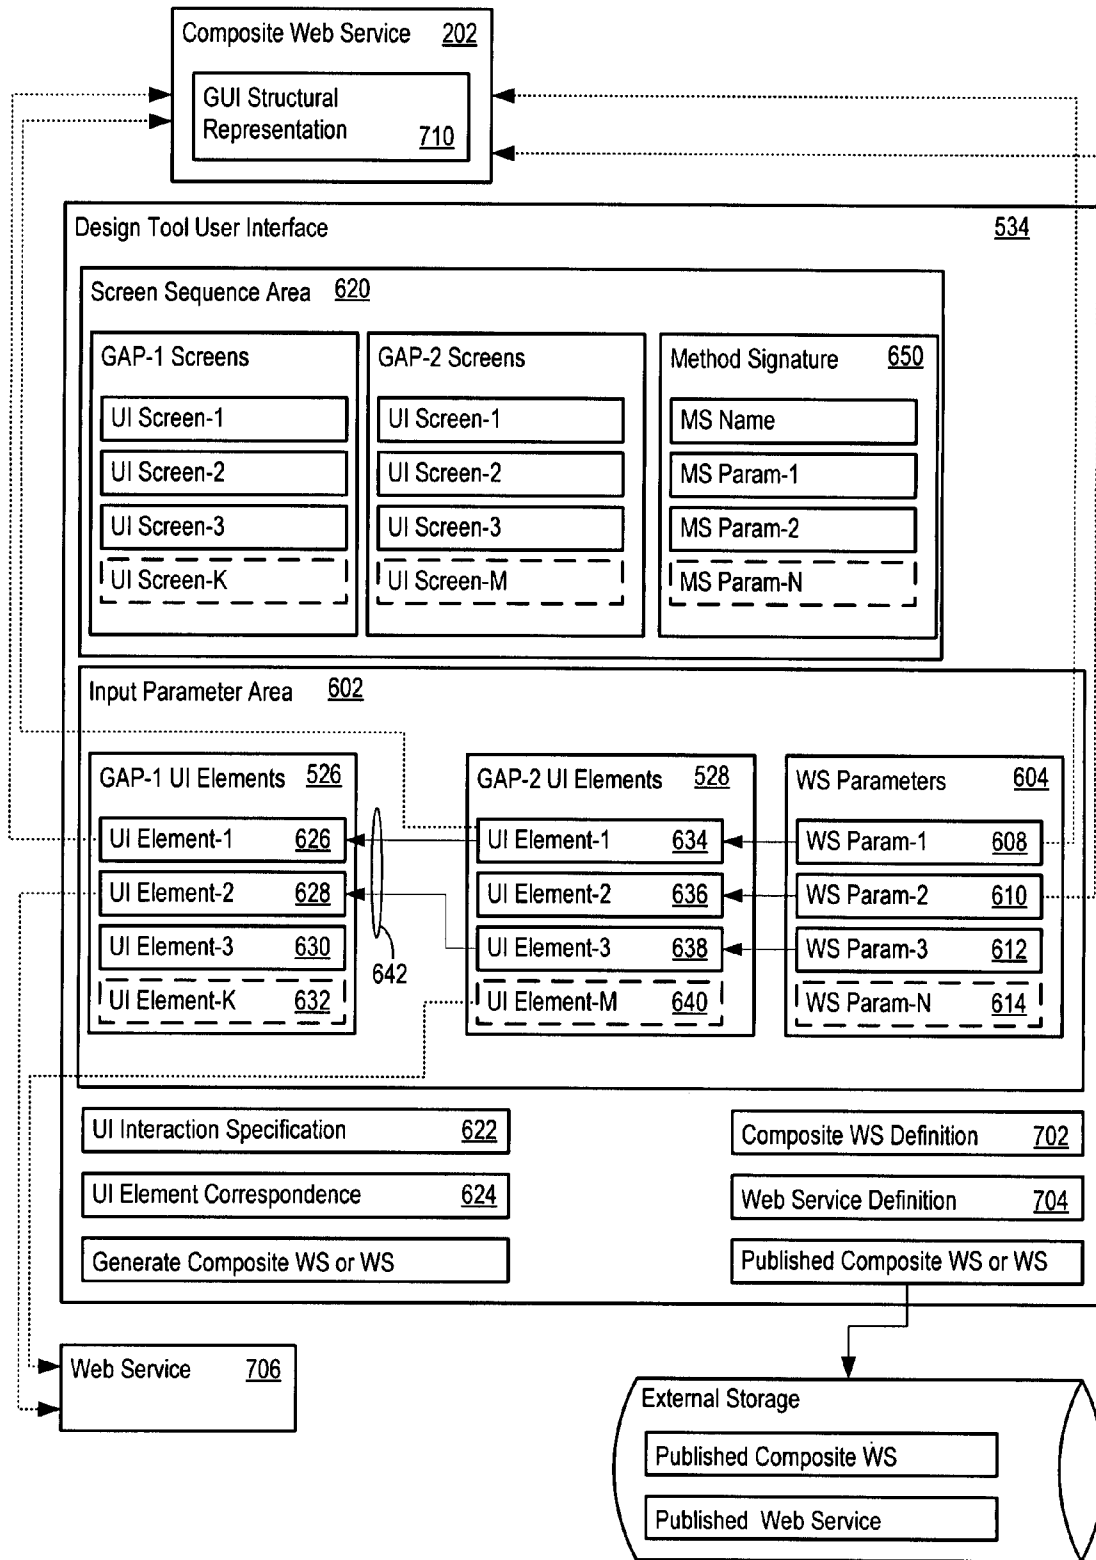 Composite Web Service 202
GUI Structural
Representation 710
Design Tool User Interface 534
Screen Sequence Area 620
GAP-1 Screens
UI Screen-1
UI Screen-2
UI Screen-3
UI Screen-K
GAP-2 Screens
UI Screen-1
UI Screen-2
UI Screen-3
UI Screen-M
Method Signature 650
MS Name
MS Param-1
MS Param-2
MS Param-N
Input Parameter Area 602
GAP-1 UI Elements 526
UI Element-1 626
UI Element-2 628
UI Element-3 630
UI Element-K 632
642
GAP-2 UI Elements 528
UI Element-1 634
UI Element-2 636
UI Element-3 638
UI Element-M 640
WS Parameters 604
WS Param-1 608
WS Param-2 610
WS Param-3 612
WS Param-N 614
UI Interaction Specification 622
UI Element Correspondence 624
Generate Composite WS or WS
Composite WS Definition 702
Web Service Definition 704
Published Composite WS or WS
Web Service 706
External Storage
Published Composite WS
Published Web Service